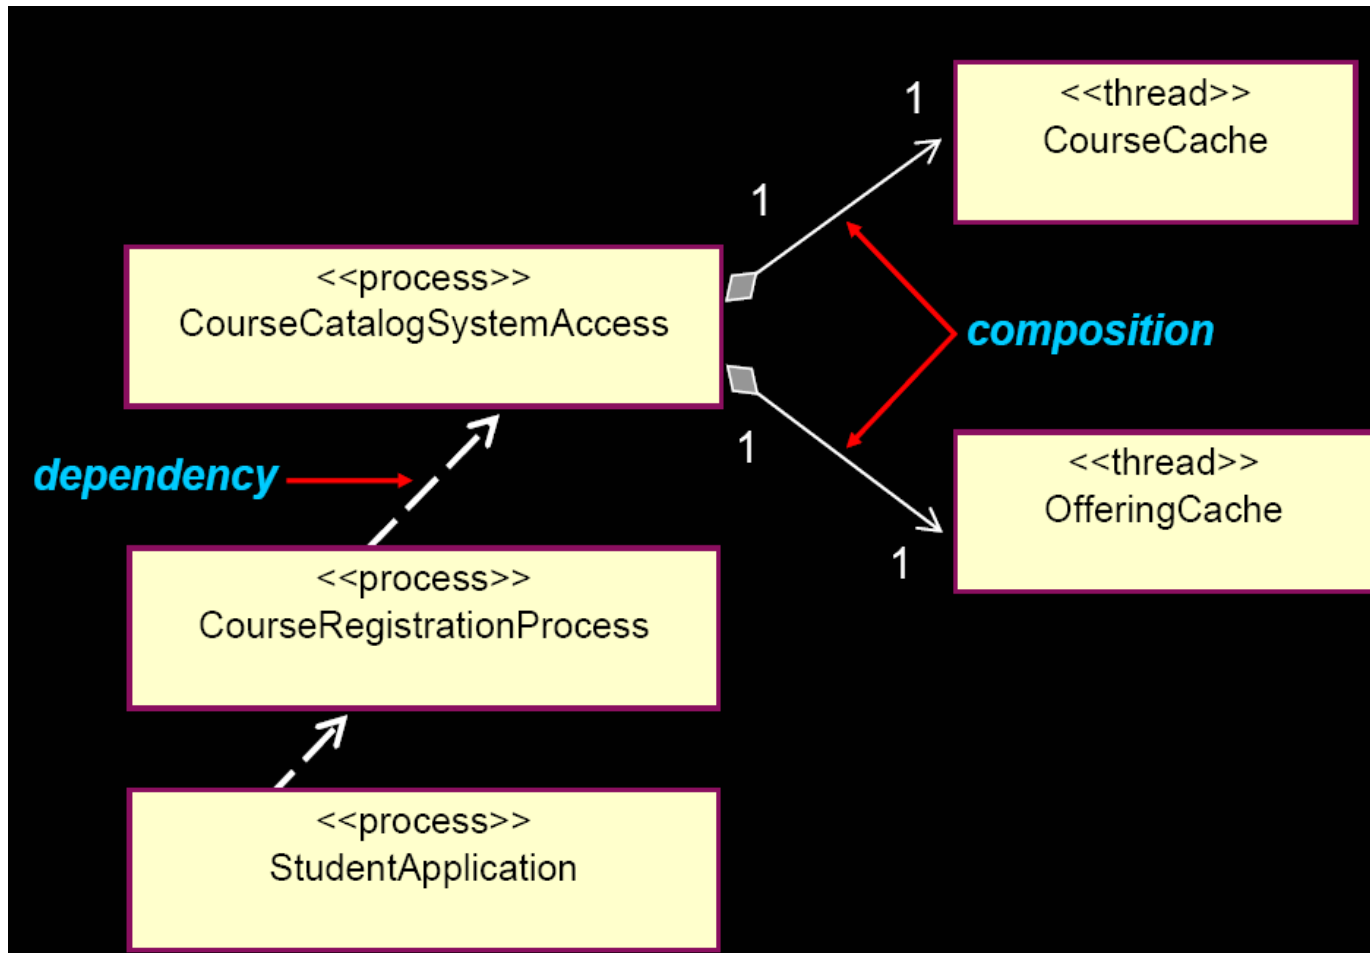 1
<<thread>>
CourseCache
1
<<process>>
CourseCatalogSystemAccess
composition
1
<<thread>>
OfferingCache
dependency
1
<<process>>
CourseRegistrationProcess
<<process>>
StudentApplication